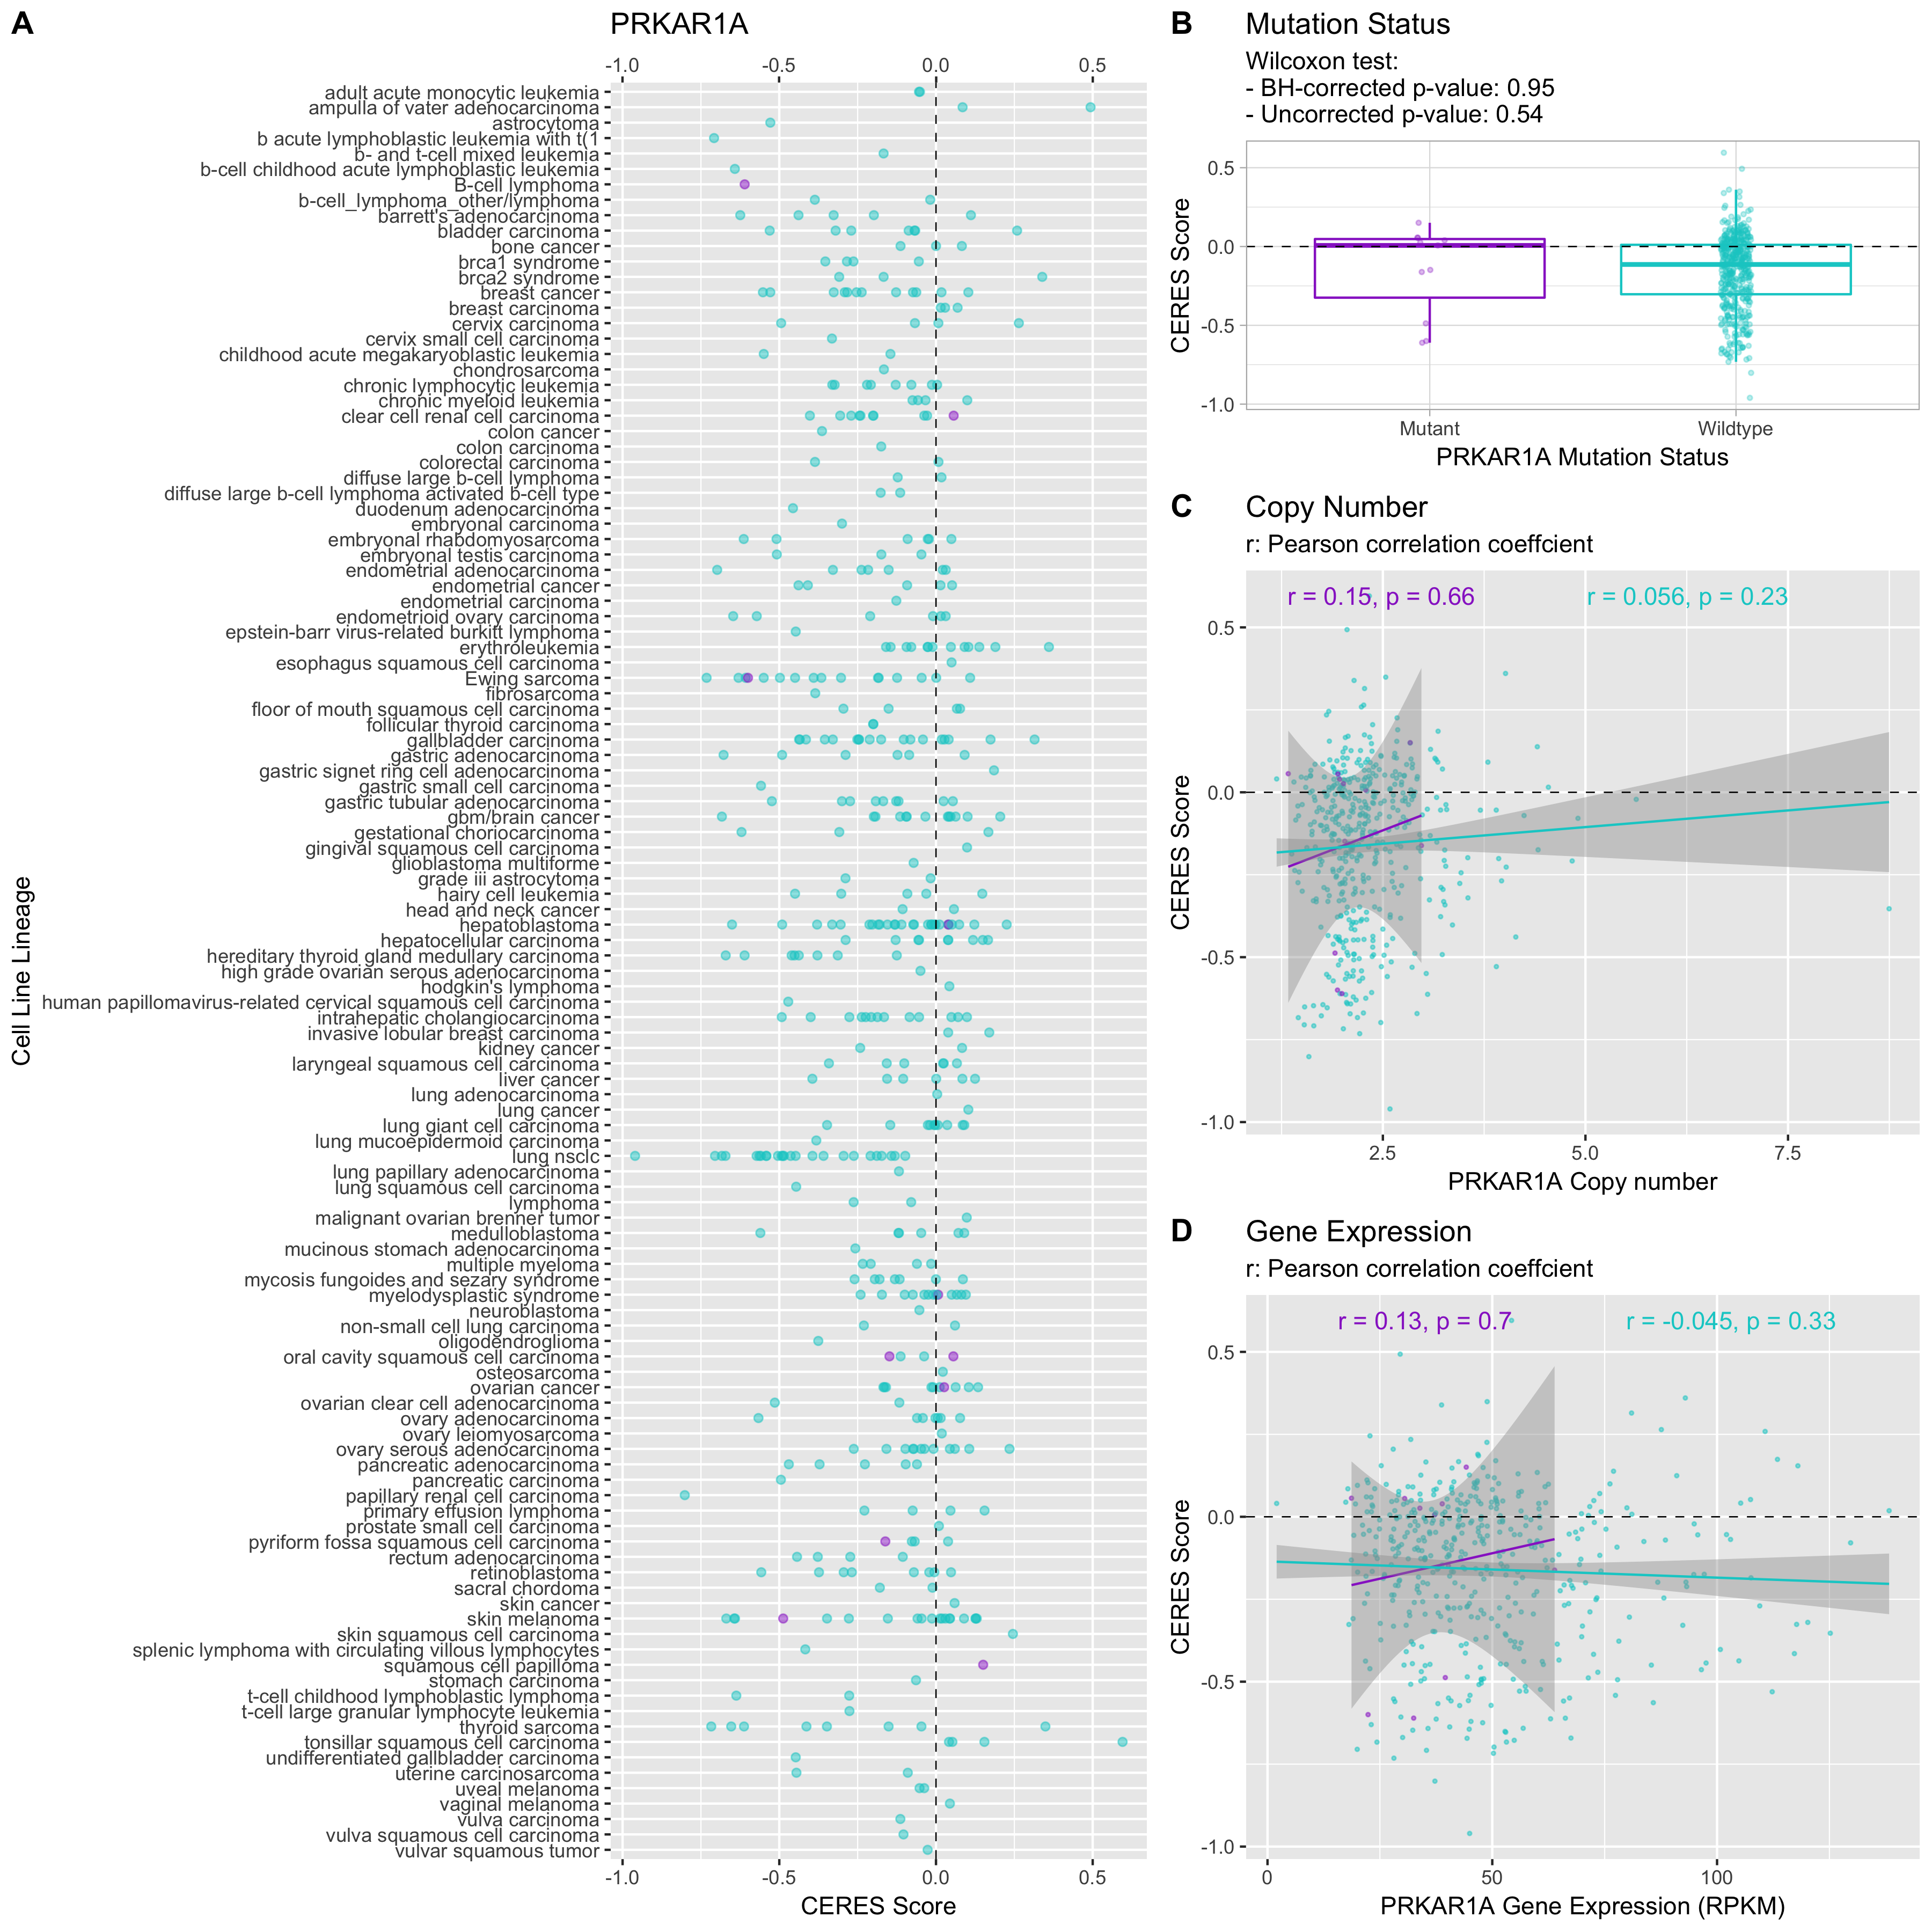 A
PRKAR1A
-1.0
-0.5
0.0
0.5
adult acute monocytic leukemia
ampulla of vater adenocarcinoma
astrocytoma
b acute lymphoblastic leukemia with t(1
b- and t-cell mixed leukemia
b-cell childhood acute lymphoblastic leukemia
B-cell lymphoma
b-cell_lymphoma_other/lymphoma
barrett's adenocarcinoma
bladder carcinoma
bone cancer
brca1 syndrome
brca2 syndrome
breast cancer
breast carcinoma
cervix carcinoma
cervix small cell carcinoma
childhood acute megakaryoblastic leukemia
chondrosarcoma
chronic lymphocytic leukemia
chronic myeloid leukemia
clear cell renal cell carcinoma
colon cancer
colon carcinoma
colorectal carcinoma
diffuse large b-cell lymphoma
diffuse large b-cell lymphoma activated b-cell type
duodenum adenocarcinoma
embryonal carcinoma
embryonal rhabdomyosarcoma
embryonal testis carcinoma
endometrial adenocarcinoma
endometrial cancer
endometrial carcinoma
endometrioid ovary carcinoma
epstein-barr virus-related burkitt lymphoma
erythroleukemia
esophagus squamous cell carcinoma
Ewing sarcoma
fibrosarcoma
floor of mouth squamous cell carcinoma
follicular thyroid carcinoma
gallbladder carcinoma
gastric adenocarcinoma
gastric signet ring cell adenocarcinoma
gastric small cell carcinoma
gastric tubular adenocarcinoma
gbm/brain cancer
gestational choriocarcinoma
gingival squamous cell carcinoma
glioblastoma multiforme
grade iii astrocytoma
hairy cell leukemia
head and neck cancer
hepatoblastoma
hepatocellular carcinoma
hereditary thyroid gland medullary carcinoma
high grade ovarian serous adenocarcinoma
hodgkin's lymphoma
human papillomavirus-related cervical squamous cell carcinoma
intrahepatic cholangiocarcinoma
invasive lobular breast carcinoma
kidney cancer
laryngeal squamous cell carcinoma
liver cancer
lung adenocarcinoma
lung cancer
lung giant cell carcinoma
lung mucoepidermoid carcinoma
lung nsclc
lung papillary adenocarcinoma
lung squamous cell carcinoma
lymphoma
malignant ovarian brenner tumor
medulloblastoma
mucinous stomach adenocarcinoma
multiple myeloma
mycosis fungoides and sezary syndrome
myelodysplastic syndrome
neuroblastoma
non-small cell lung carcinoma
oligodendroglioma
oral cavity squamous cell carcinoma
osteosarcoma
ovarian cancer
ovarian clear cell adenocarcinoma
ovary adenocarcinoma
ovary leiomyosarcoma
ovary serous adenocarcinoma
pancreatic adenocarcinoma
pancreatic carcinoma
papillary renal cell carcinoma
primary effusion lymphoma
prostate small cell carcinoma
pyriform fossa squamous cell carcinoma
rectum adenocarcinoma
retinoblastoma
sacral chordoma
skin cancer
skin melanoma
skin squamous cell carcinoma
splenic lymphoma with circulating villous lymphocytes
squamous cell papilloma
stomach carcinoma
t-cell childhood lymphoblastic lymphoma
t-cell large granular lymphocyte leukemia
thyroid sarcoma
tonsillar squamous cell carcinoma
undifferentiated gallbladder carcinoma
uterine carcinosarcoma
uveal melanoma
vaginal melanoma
vulva carcinoma
vulva squamous cell carcinoma
vulvar squamous tumor
-1.0
-0.5
0.0
0.5
CERES Score
Cell Line Lineage
B
Mutation Status
Wilcoxon test:
- BH-corrected p-value: 0.95
- Uncorrected p-value: 0.54
0.5
0.0
-0.5
-1.0
CERES Score
Mutant
Wildtype
PRKAR1A Mutation Status
C
Copy Number
r: Pearson correlation coeffcient
r = 0.15, p = 0.66
r = 0.056, p = 0.23
0.5
0.0
-0.5
-1.0
CERES Score
2.5
5.0
7.5
PRKAR1A Copy number
D
Gene Expression
r: Pearson correlation coeffcient
r = 0.13, p = 0.7
r = -0.045, p = 0.33
0.5
0.0
-0.5
-1.0
CERES Score
0
50
100
PRKAR1A Gene Expression (RPKM)